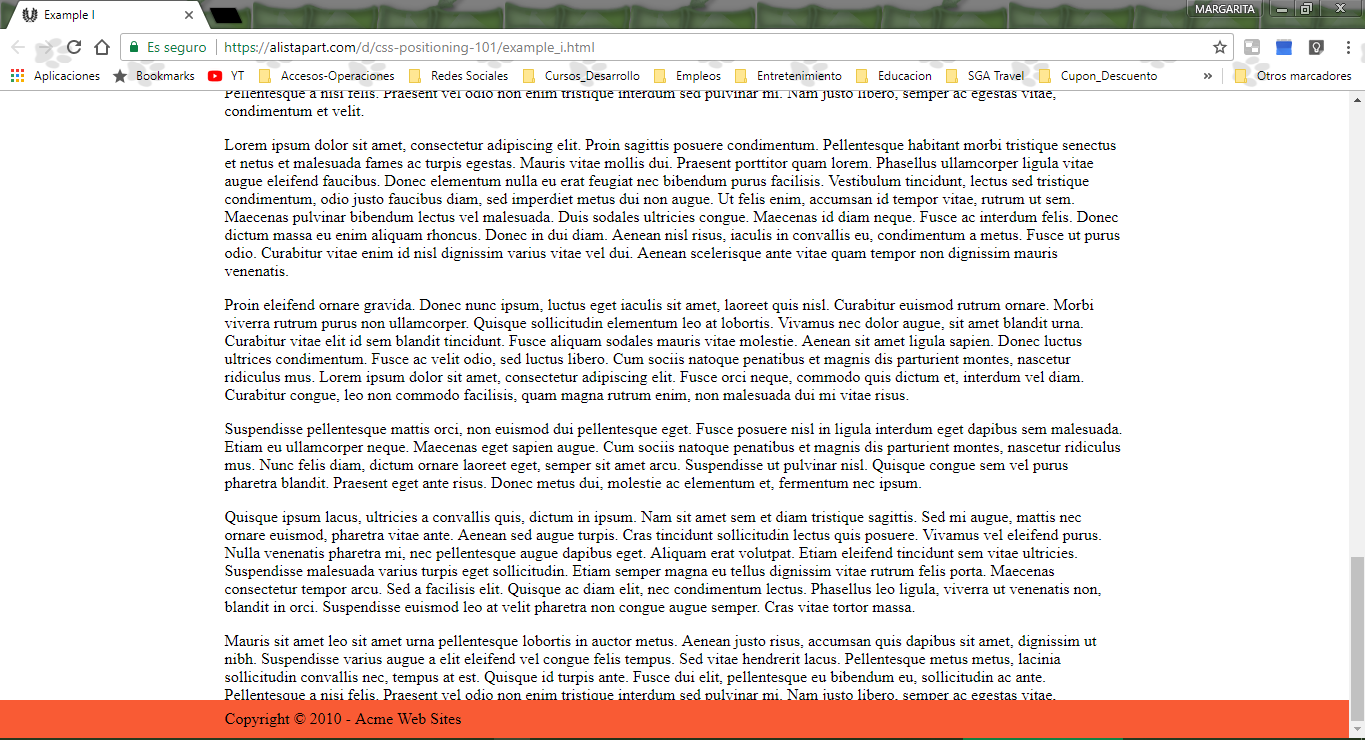 Example I
MARGARITA
Es seguro
https://alistapart.com/d/css-positioning-101/example_i.html
Aplicaciones
Bookmarks
YT
Accesos-Operaciones
Redes Sociales
Cursos_Desarrollo
Empleos
Entretenimiento
Educacion
SGA Travel
Cupon_Descuento
»
Otros marcadores
Pellentesque a nisi felis. Praesent vel odio non enim tristique interdum sed pulvinar mi. Nam justo libero, semper ac egestas vitae,
condimentum et velit.
Lorem ipsum dolor sit amet, consectetur adipiscing elit. Proin sagittis posuere condimentum. Pellentesque habitant morbi tristique senectus
et netus et malesuada fames ac turpis egestas. Mauris vitae mollis dui. Praesent porttitor quam lorem. Phasellus ullamcorper ligula vitae
augue eleifend faucibus. Donec elementum nulla eu erat feugiat nec bibendum purus facilisis. Vestibulum tincidunt, lectus sed tristique
condimentum, odio justo faucibus diam, sed imperdiet metus dui non augue. Ut felis enim, accumsan id tempor vitae, rutrum ut sem.
Maecenas pulvinar bibendum lectus vel malesuada. Duis sodales ultricies congue. Maecenas id diam neque. Fusce ac interdum felis. Donec
dictum massa eu enim aliquam rhoncus. Donec in dui diam. Aenean nisl risus, iaculis in convallis eu, condimentum a metus. Fusce ut purus
odio. Curabitur vitae enim id nisl dignissim varius vitae vel dui. Aenean scelerisque ante vitae quam tempor non dignissim mauris
venenatis.
Proin eleifend ornare gravida. Donec nunc ipsum, luctus eget iaculis sit amet, laoreet quis nisl. Curabitur euismod rutrum ornare. Morbi
viverra rutrum purus non ullamcorper. Quisque sollicitudin elementum leo at lobortis. Vivamus nec dolor augue, sit amet blandit urna.
Curabitur vitae elit id sem blandit tincidunt. Fusce aliquam sodales mauris vitae molestie. Aenean sit amet ligula sapien. Donec luctus
ultrices condimentum. Fusce ac velit odio, sed luctus libero. Cum sociis natoque penatibus et magnis dis parturient montes, nascetur
ridiculus mus. Lorem ipsum dolor sit amet, consectetur adipiscing elit. Fusce orci neque, commodo quis dictum et, interdum vel diam.
Curabitur congue, leo non commodo facilisis, quam magna rutrum enim, non malesuada dui mi vitae risus.
Suspendisse pellentesque mattis orci, non euismod dui pellentesque eget. Fusce posuere nisl in ligula interdum eget dapibus sem malesuada.
Etiam eu ullamcorper neque. Maecenas eget sapien augue. Cum sociis natoque penatibus et magnis dis parturient montes, nascetur ridiculus
mus. Nunc felis diam, dictum ornare laoreet eget, semper sit amet arcu. Suspendisse ut pulvinar nisl. Quisque congue sem vel purus
pharetra blandit. Praesent eget ante risus. Donec metus dui, molestie ac elementum et, fermentum nec ipsum.
Quisque ipsum lacus, ultricies a convallis quis, dictum in ipsum. Nam sit amet sem et diam tristique sagittis. Sed mi augue, mattis nec
ornare euismod, pharetra vitae ante. Aenean sed augue turpis. Cras tincidunt sollicitudin lectus quis posuere. Vivamus vel eleifend purus.
Nulla venenatis pharetra mi, nec pellentesque augue dapibus eget. Aliquam erat volutpat. Etiam eleifend tincidunt sem vitae ultricies.
Suspendisse malesuada varius turpis eget sollicitudin. Etiam semper magna eu tellus dignissim vitae rutrum felis porta. Maecenas
consectetur tempor arcu. Sed a facilisis elit. Quisque ac diam elit, nec condimentum lectus. Phasellus leo ligula, viverra ut venenatis non,
blandit in orci. Suspendisse euismod leo at velit pharetra non congue augue semper. Cras vitae tortor massa.
Mauris sit amet leo sit amet urna pellentesque lobortis in auctor metus. Aenean justo risus, accumsan quis dapibus sit amet, dignissim ut
nibh. Suspendisse varius augue a elit eleifend vel congue felis tempus. Sed vitae hendrerit lacus. Pellentesque metus metus, lacinia
sollicitudin convallis nec, tempus at est. Quisque id turpis ante. Fusce dui elit, pellentesque eu bibendum eu, sollicitudin ac ante.
Pellentesque a nisi felis. Praesent vel odio non enim tristique interdum sed pulvinar mi. Nam justo libero, semper ac egestas vitae,
Copyright © 2010 - Acme Web Sites